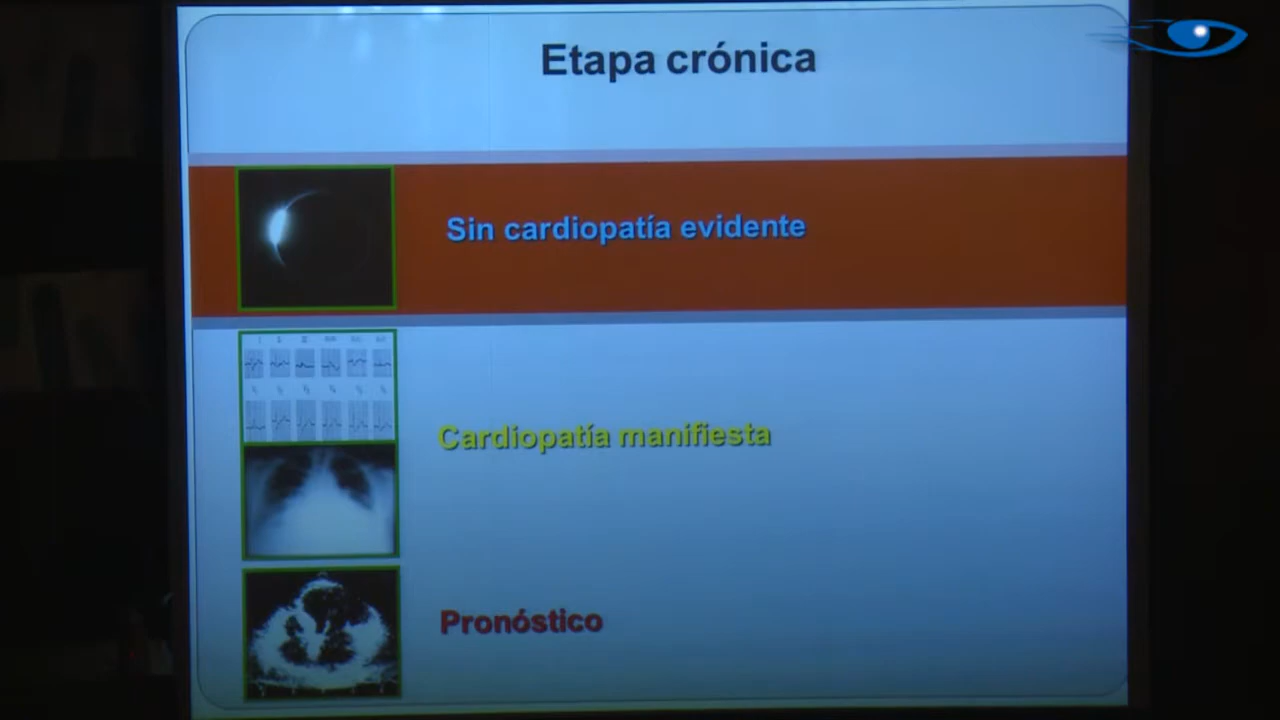 Etapa crónica
Sin cardiopatía evidente
Cardiopatía manifiesta
Pronóstico